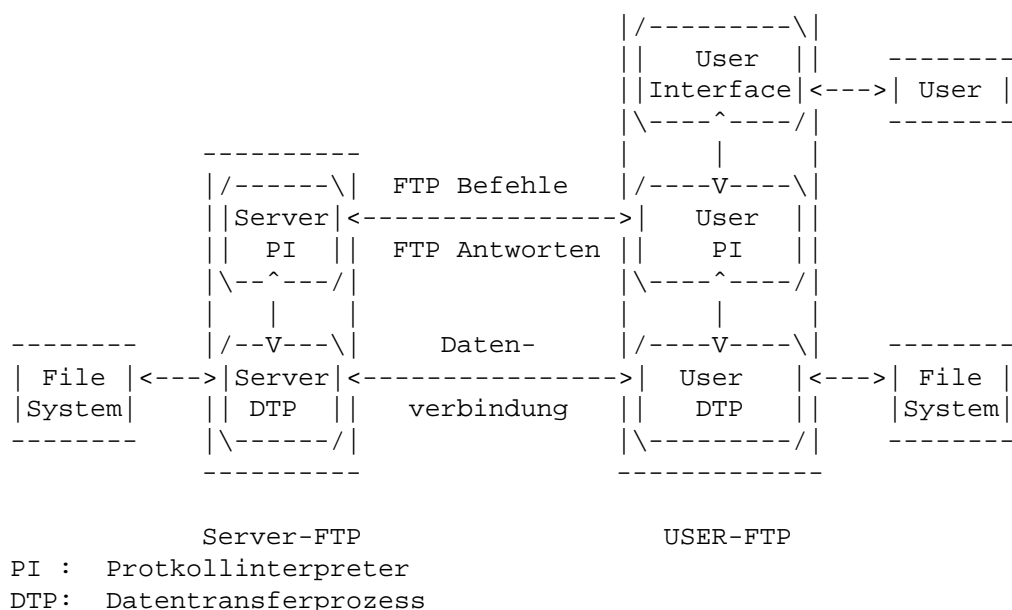 |/---------\|
||   User  ||    --------
||Interface|<--->| User |
|\----^----/|    --------
----------                |     |     |
|/------\|  FTP Befehle   |/----V----\|
||Server|<---------------->|   User  ||
||  PI  ||  FTP Antworten ||    PI   ||
|\--^---/|                |\----^----/|
|   |    |                |     |     |
--------    |/--V---\|     Daten-     |/----V----\|    --------
| File |<--->|Server|<---------------->|  User   |<--->| File |
|System|    || DTP  ||   verbindung   ||   DTP   ||    |System|
--------    |\------/|                |\---------/|    --------
----------                -------------
Server-FTP                   USER-FTP
PI :  Protkollinterpreter
DTP:  Datentransferprozess